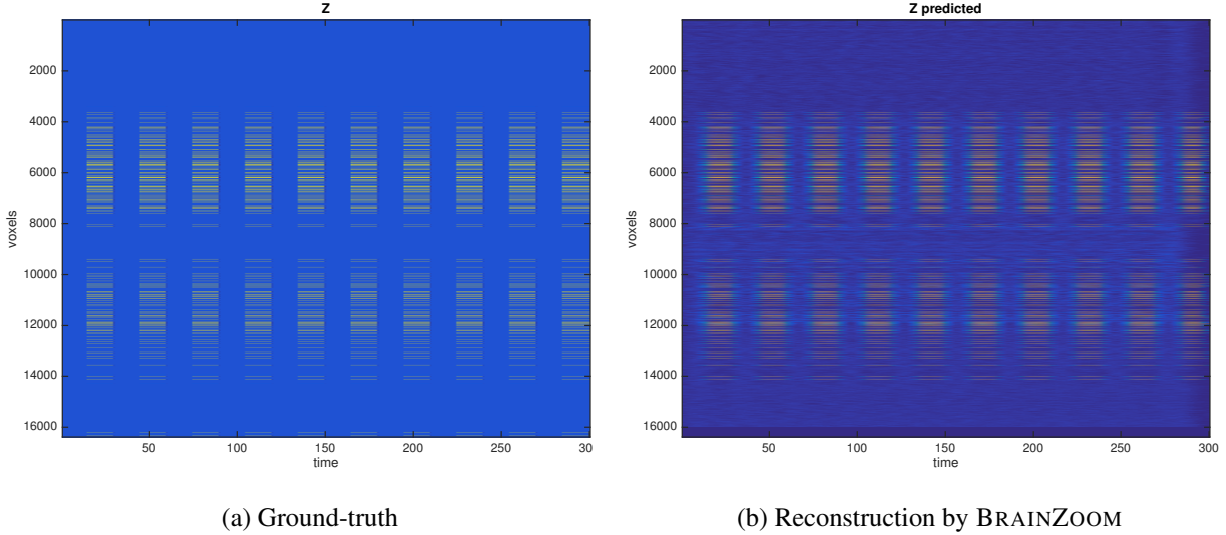 Z
2000
4000
6000
8000
10000
12000
14000
16000
voxels
50 100 150 200 250 300
time
(a) Ground-truth
Z predicted
2000
4000
6000
8000
10000
12000
14000
16000
voxels
50 100 150 200 250 300
time
(b) Reconstruction by BRAINZOOM